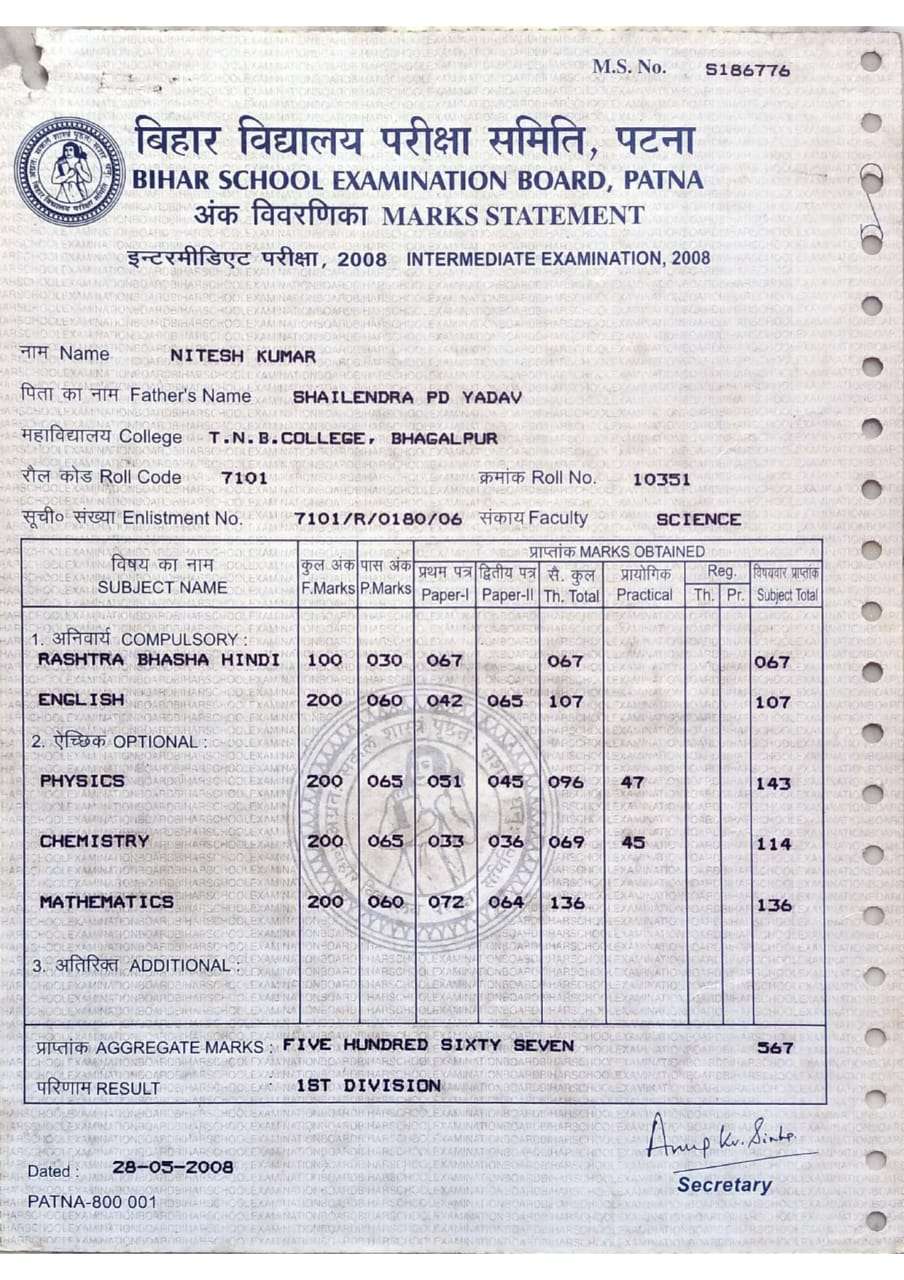 M.S. No. S186776
बिहार विद्यालय परीक्षा समिति, पटना
BIHAR SCHOOL EXAMINATION BOARD, PATNA
अंक विवरणिका MARKS STATEMENT
इन्टरमीडिएट परीक्षा, 2008 INTERMEDIATE EXAMINATION, 2008
नाम Name NITESH KUMAR
पिता का नाम Father's Name SHAILENDRA PD YADAV
महाविद्यालय College T.N.B.COLLEGE, BHAGALPUR
रौल कोड Roll Code 7101 क्रमांक Roll No. 10351
सूची० संख्या Enlistment No. 7101/R/0180/06 संकाय Faculty SCIENCE
प्राप्तांक MARKS OBTAINED
विषय का नाम कुल अंक पास अंक प्रथम पत्र द्वितीय पत्र सै. कुल प्रायोगिक Reg. विषयवार प्राप्तांक
SUBJECT NAME F.Marks P.Marks Paper-I Paper-II Th. Total Practical Th. Pr. Subject Total
1. अनिवार्य COMPULSORY :
RASHTRA BHASHA HINDI 100 030 067 067 067
ENGLISH 200 060 042 065 107 107
2. ऐच्छिक OPTIONAL :
PHYSICS 200 065 051 045 096 47 143
CHEMISTRY 200 065 033 036 069 45 114
MATHEMATICS 200 060 072 064 136 136
3. अतिरिक्त ADDITIONAL :
प्राप्तांक AGGREGATE MARKS : FIVE HUNDRED SIXTY SEVEN 567
परिणाम RESULT : 1ST DIVISION
Anup Kr. Sinha
Dated : 28-05-2008
Secretary
PATNA-800 001